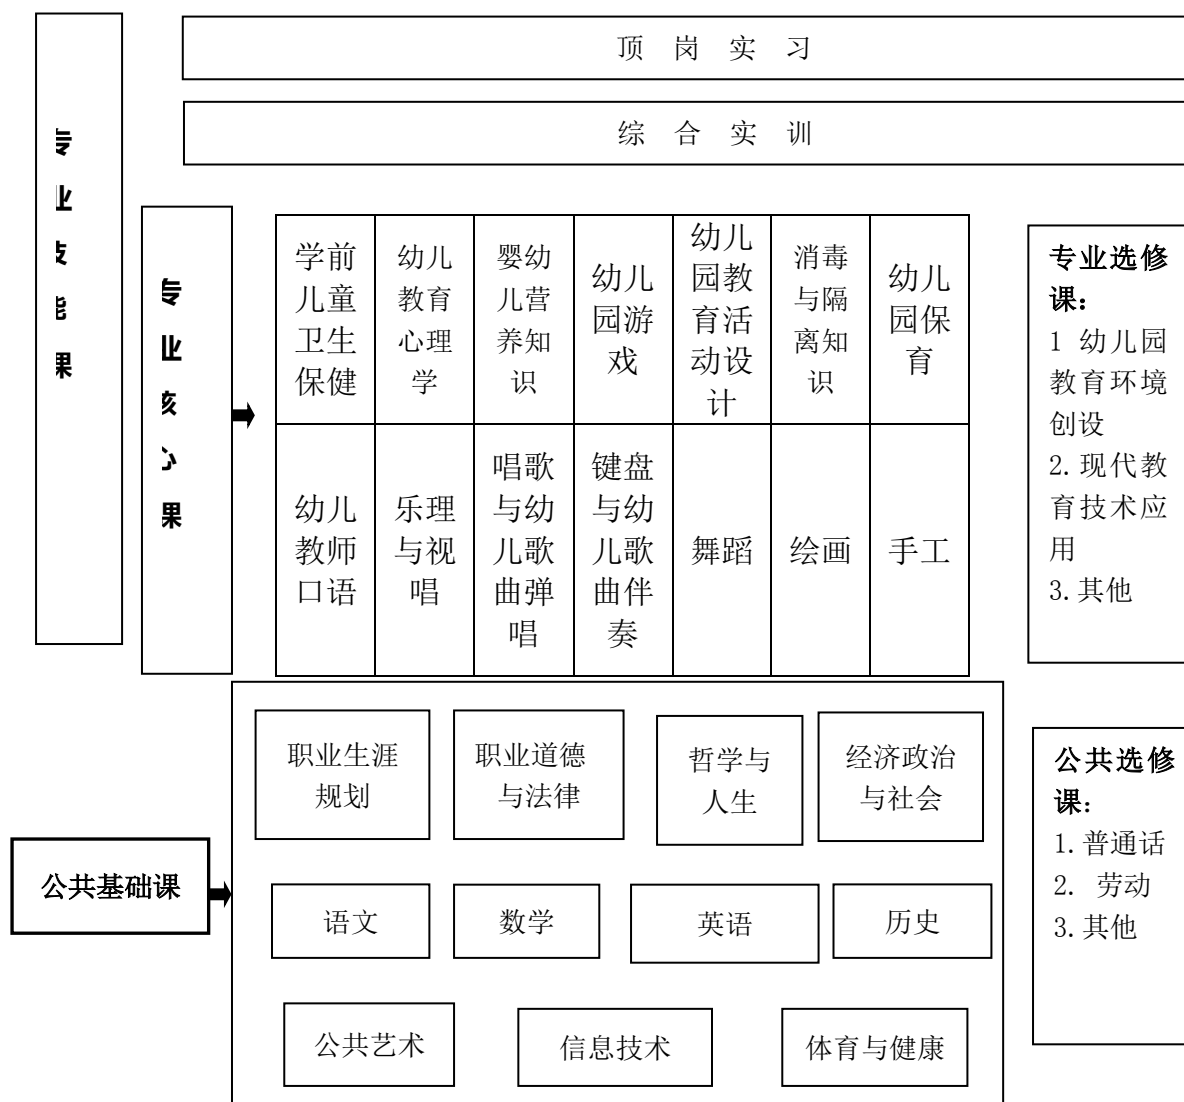 顶 岗 实 习
综 合 实 训
专
业
技
能
课
专
业
核
心
课
学前
儿童
卫生
保健
幼儿
教育
心理
学
婴幼
儿营
养知
识
幼儿
园游
戏
幼儿
园教
育活
动设
计
消毒
与隔
离知
识
幼儿
园保
育
幼儿
教师
口语
乐理
与视
唱
唱歌
与幼
儿歌
曲弹
唱
键盘
与幼
儿歌
曲伴
奏
舞蹈
绘画
手工
专业选修
课：
1 幼儿园
教育环境
创设
2.现代教
育技术应
用
3.其他
公共基础课
职业生涯
规划
职业道德
与法律
哲学与
人生
经济政治
与社会
语文
数学
英语
历史
公共艺术
信息技术
体育与健康
公共选修
课：
1.普通话
2. 劳动
3.其他